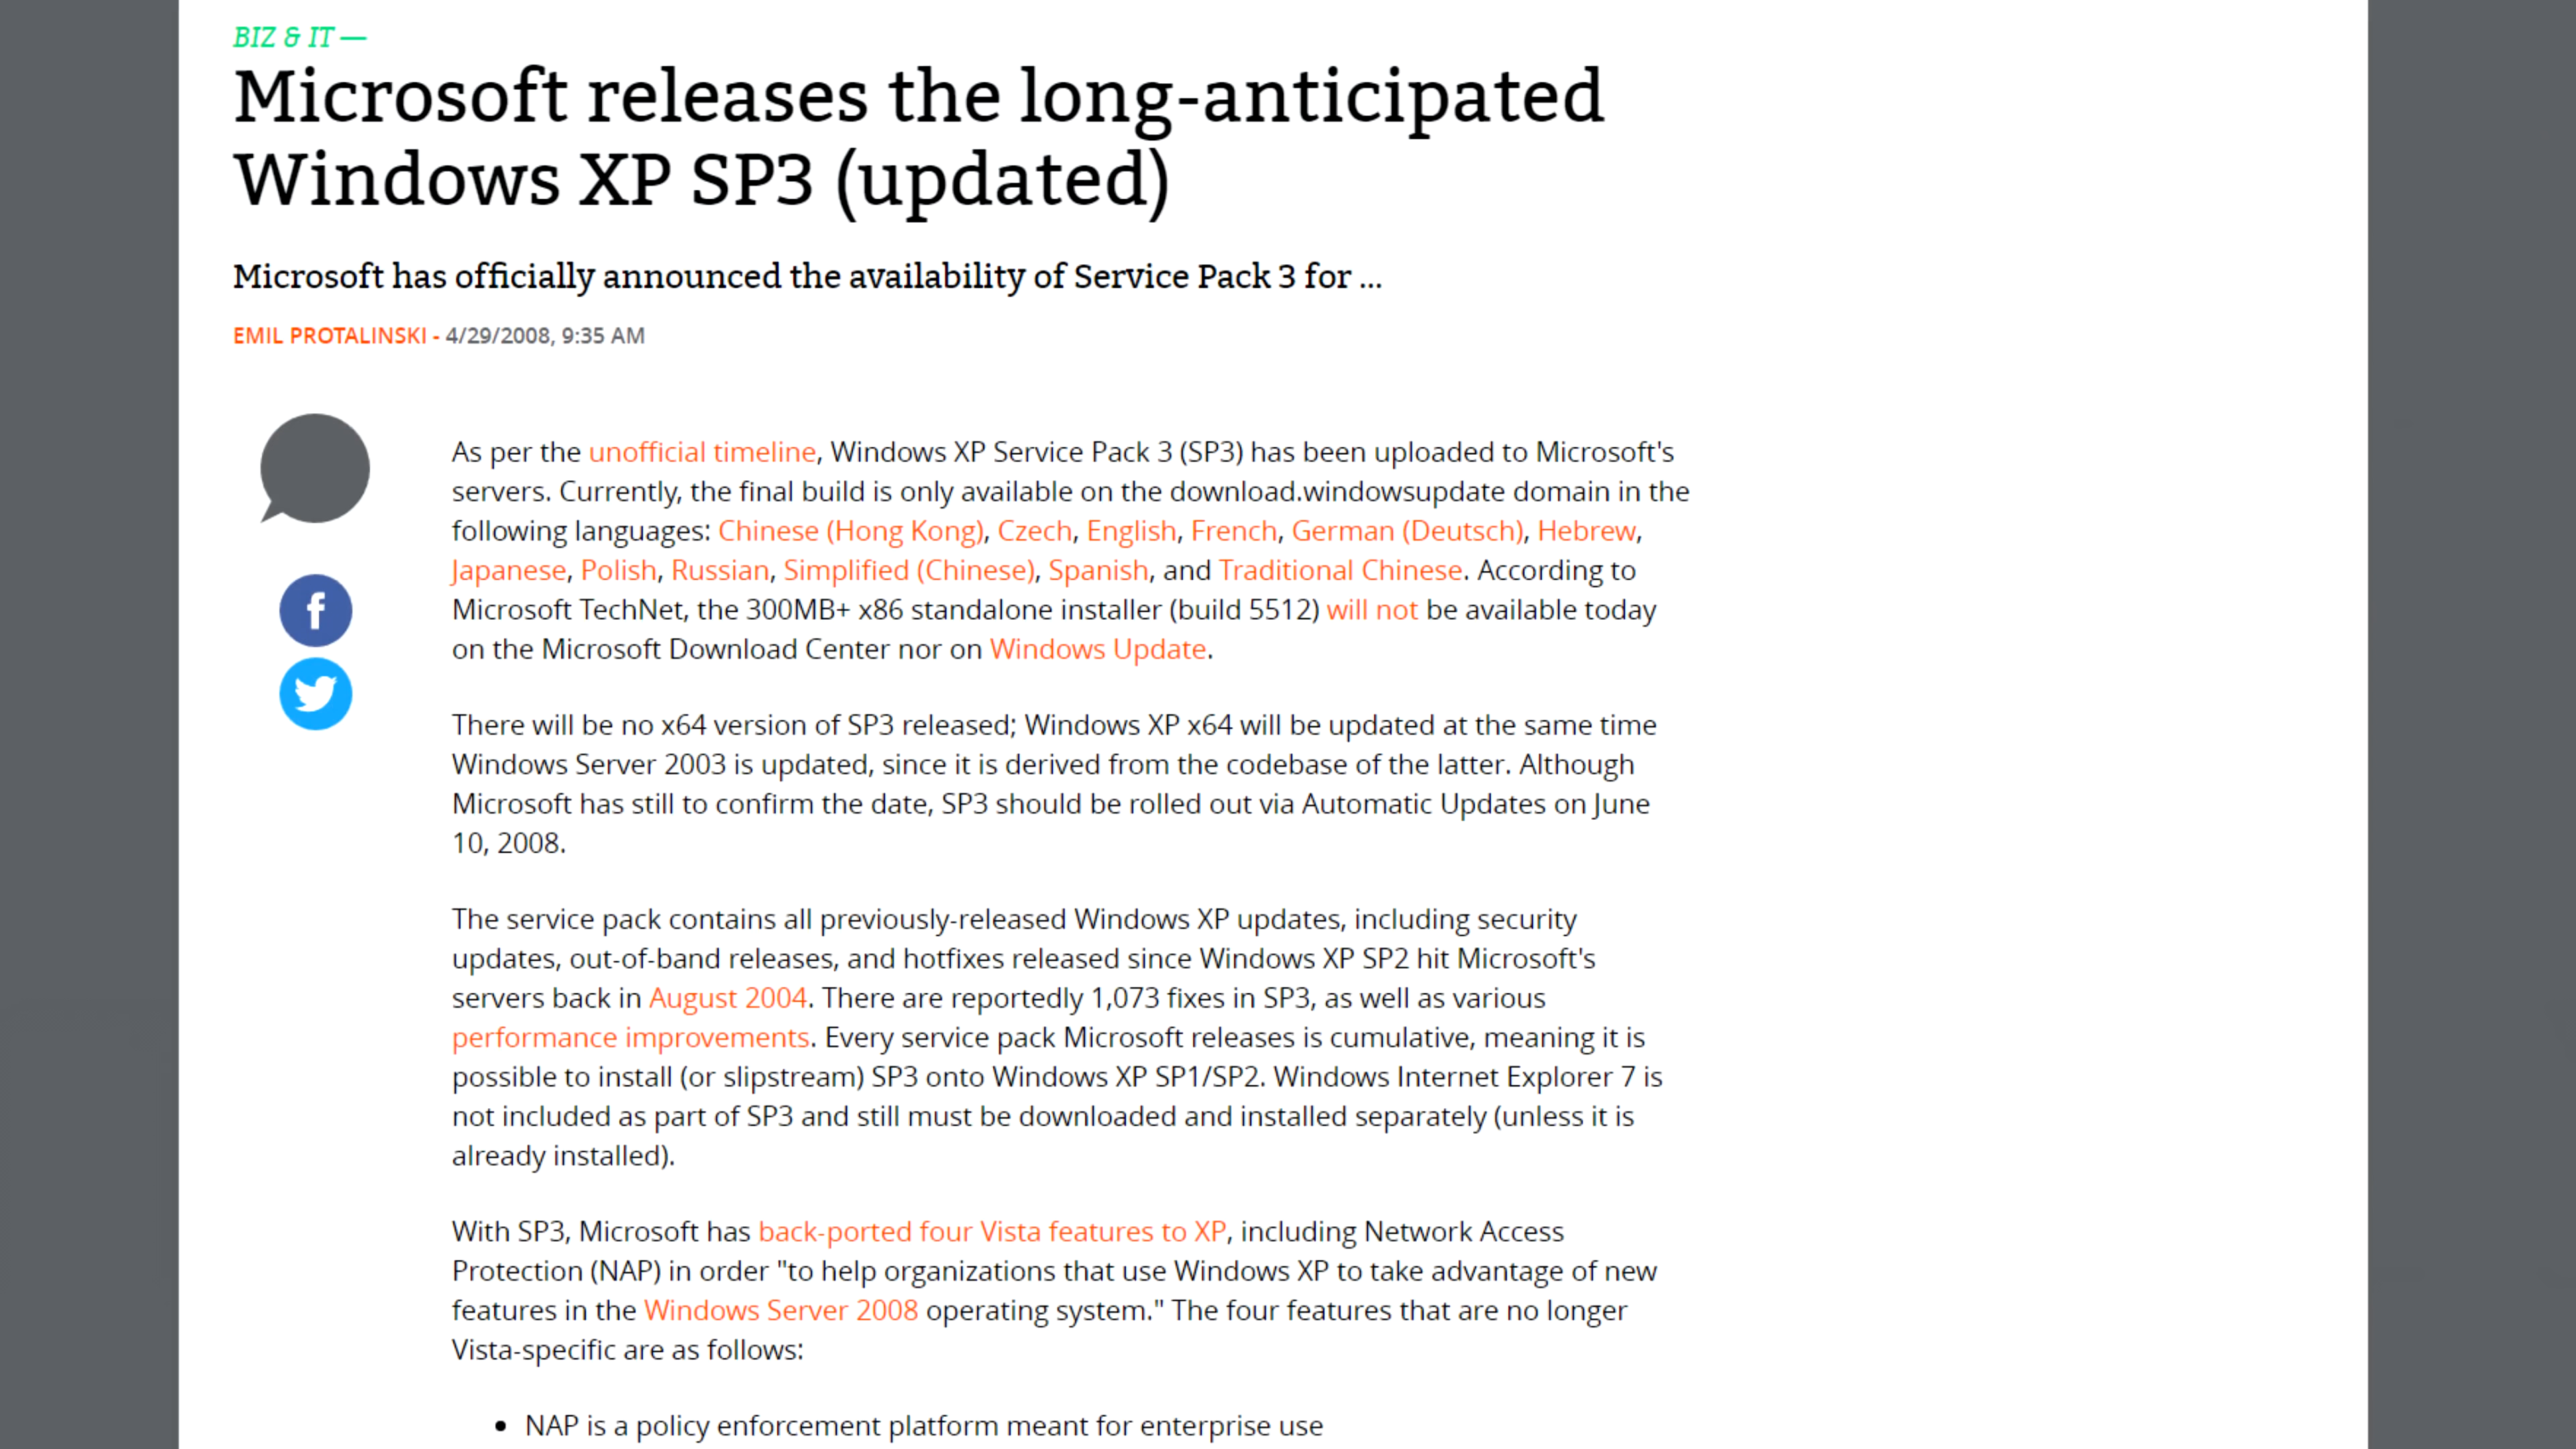 BIZ & IT —
Microsoft releases the long-anticipated
Windows XP SP3 (updated)
Microsoft has officially announced the availability of Service Pack 3 for ...
EMIL PROTALINSKI - 4/29/2008, 9:35 AM
As per the unofficial timeline, Windows XP Service Pack 3 (SP3) has been uploaded to Microsoft's
servers. Currently, the final build is only available on the download.windowsupdate domain in the
following languages: Chinese (Hong Kong), Czech, English, French, German (Deutsch), Hebrew,
Japanese, Polish, Russian, Simplified (Chinese), Spanish, and Traditional Chinese. According to
Microsoft TechNet, the 300MB+ x86 standalone installer (build 5512) will not be available today
on the Microsoft Download Center nor on Windows Update.
There will be no x64 version of SP3 released; Windows XP x64 will be updated at the same time
Windows Server 2003 is updated, since it is derived from the codebase of the latter. Although
Microsoft has still to confirm the date, SP3 should be rolled out via Automatic Updates on June
10, 2008.
The service pack contains all previously-released Windows XP updates, including security
updates, out-of-band releases, and hotfixes released since Windows XP SP2 hit Microsoft's
servers back in August 2004. There are reportedly 1,073 fixes in SP3, as well as various
performance improvements. Every service pack Microsoft releases is cumulative, meaning it is
possible to install (or slipstream) SP3 onto Windows XP SP1/SP2. Windows Internet Explorer 7 is
not included as part of SP3 and still must be downloaded and installed separately (unless it is
already installed).
With SP3, Microsoft has back-ported four Vista features to XP, including Network Access
Protection (NAP) in order "to help organizations that use Windows XP to take advantage of new
features in the Windows Server 2008 operating system." The four features that are no longer
Vista-specific are as follows:
• NAP is a policy enforcement platform meant for enterprise use